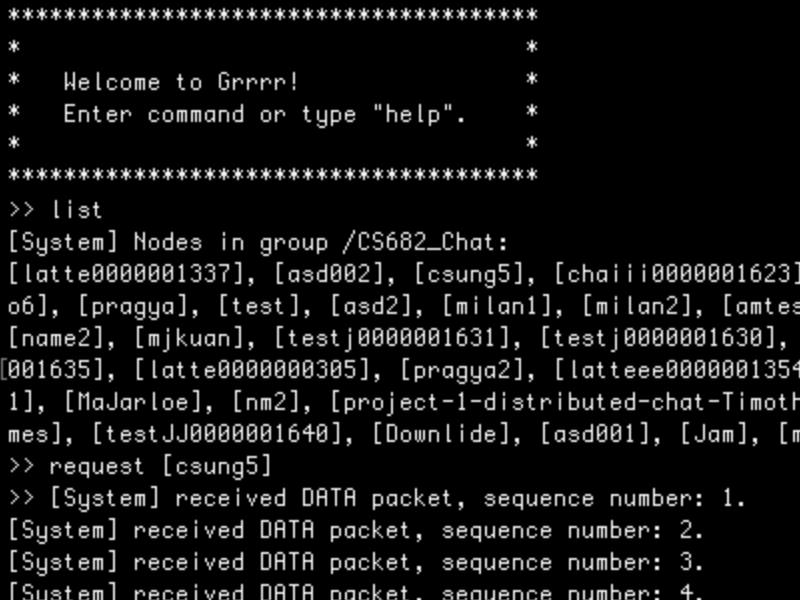 **************************************
*                                    *
*   Welcome to Grrrr!                *
*   Enter command or type "help".    *
*                                    *
**************************************
>> list
[System] Nodes in group /CS682_Chat:
[latte0000001337], [asd002], [csung5], [chaiii0000001623]
o6], [pragya], [test], [asd2], [milan1], [milan2], [amtes
[name2], [mjkuan], [testj0000001631], [testj0000001630],
001635], [latte0000000305], [pragya2], [latteee0000001354
1], [MaJarloe], [nm2], [project-1-distributed-chat-Timoth
mes], [testJJ0000001640], [Downlide], [asd001], [Jam], [m
>> request [csung5]
>> [System] received DATA packet, sequence number: 1.
[System] received DATA packet, sequence number: 2.
[System] received DATA packet, sequence number: 3.
[System] received DATA packet, sequence number: 4.